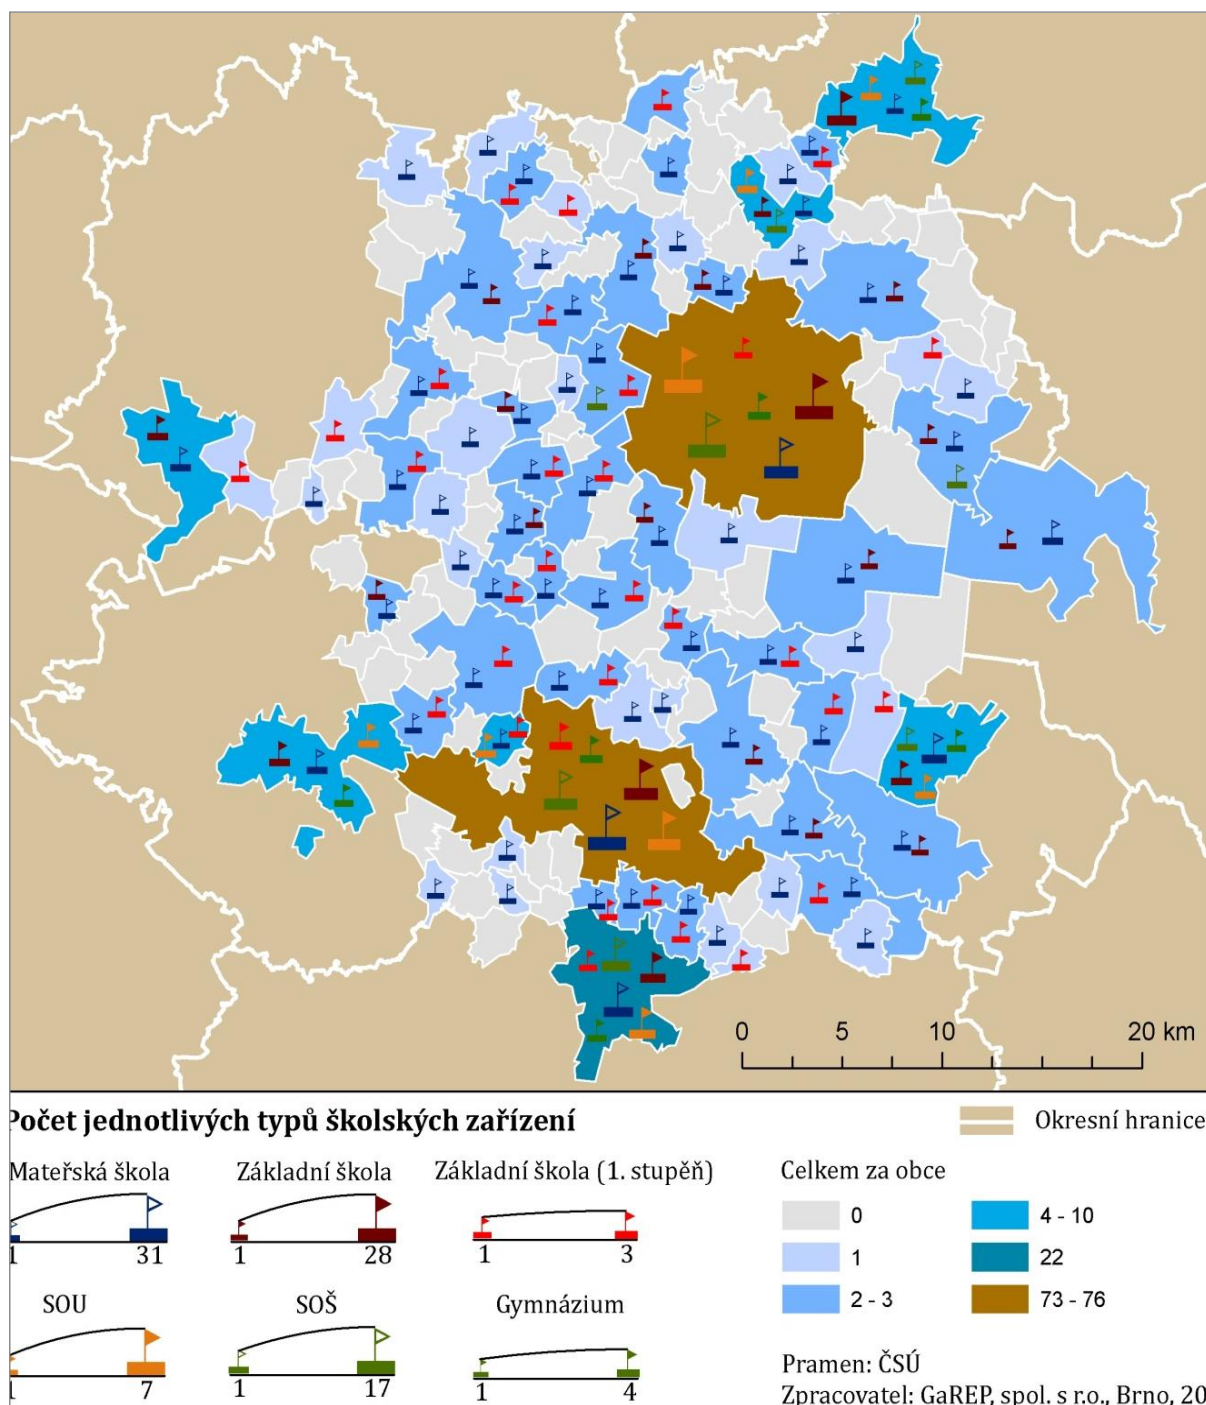 0 5 10 20 km
Počet jednotlivých typů školských zařízení
Okresní hranice
Mateřská škola
Základní škola
Základní škola (1. stupěň)
Celkem za obce
1 31
1 28
1 3
0
1
2 - 3
4 - 10
22
73 - 76
SOU
SOŠ
Gymnázium
1 7
1 17
1 4
Pramen: ČSÚ
Zpracovatel: GaREP, spol. s r.o., Brno, 20